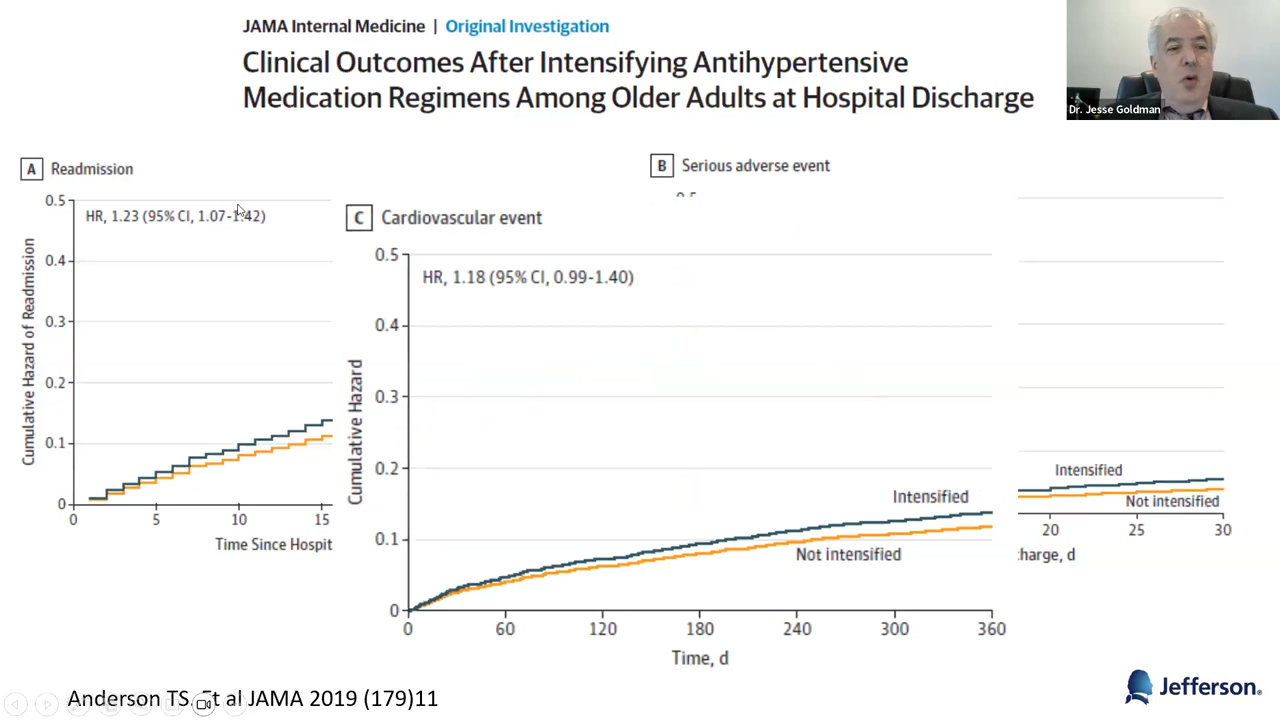 JAMA Internal Medicine | Original Investigation
Clinical Outcomes After Intensifying Antihypertensive
Medication Regimens Among Older Adults at Hospital Discharge
Dr. Jesse Goldman
A Readmission
0.5
HR, 1.23 (95% CI, 1.07-1.42)
0.4
0.3
0.2
0.1
0
Cumulative Hazard of Readmission
0 5 10 15
Time Since Hospit
B Serious adverse event
C Cardiovascular event
0.5
HR, 1.18 (95% CI, 0.99-1.40)
0.4
0.3
0.2
0.1
0
Cumulative Hazard
Intensified
Not intensified
0 60 120 180 240 300 360
Time, d
Intensified
Not intensified
20 25 30
charge, d
Anderson TS. Et al JAMA 2019 (179)11
Jefferson.